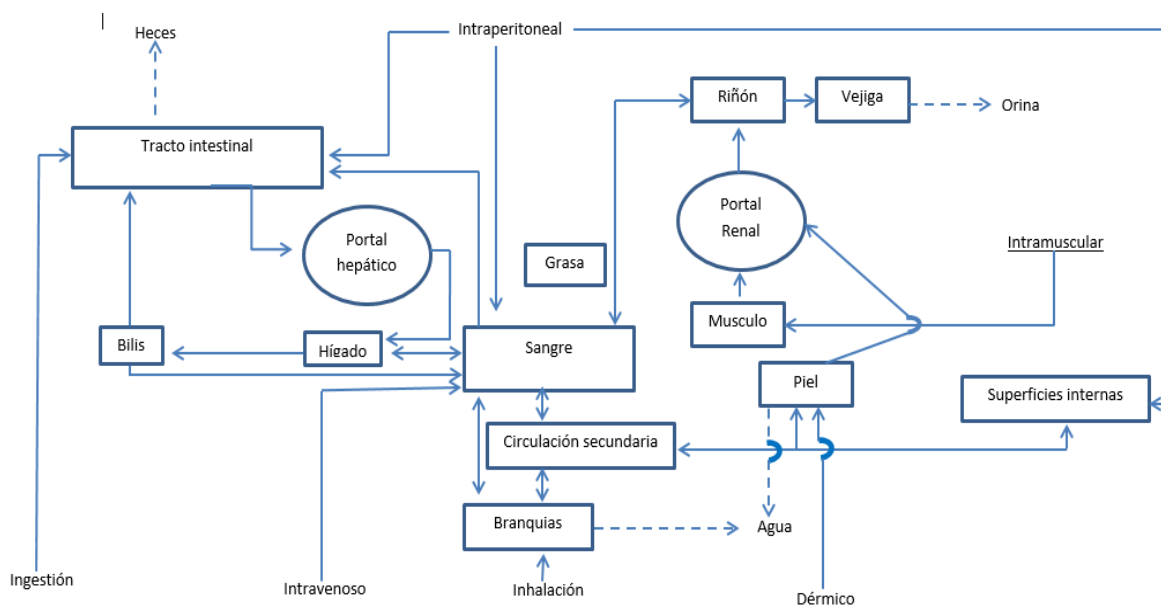 Heces
Intraperitoneal
Riñón
Vejiga
Orina
Tracto intestinal
Portal
hepático
Portal
Renal
Intramuscular
Grasa
Musculo
Bilis
Hígado
Sangre
Piel
Superficies internas
Circulación secundaria
Branquias
Agua
Ingestión
Intravenoso
Inhalación
Dérmico